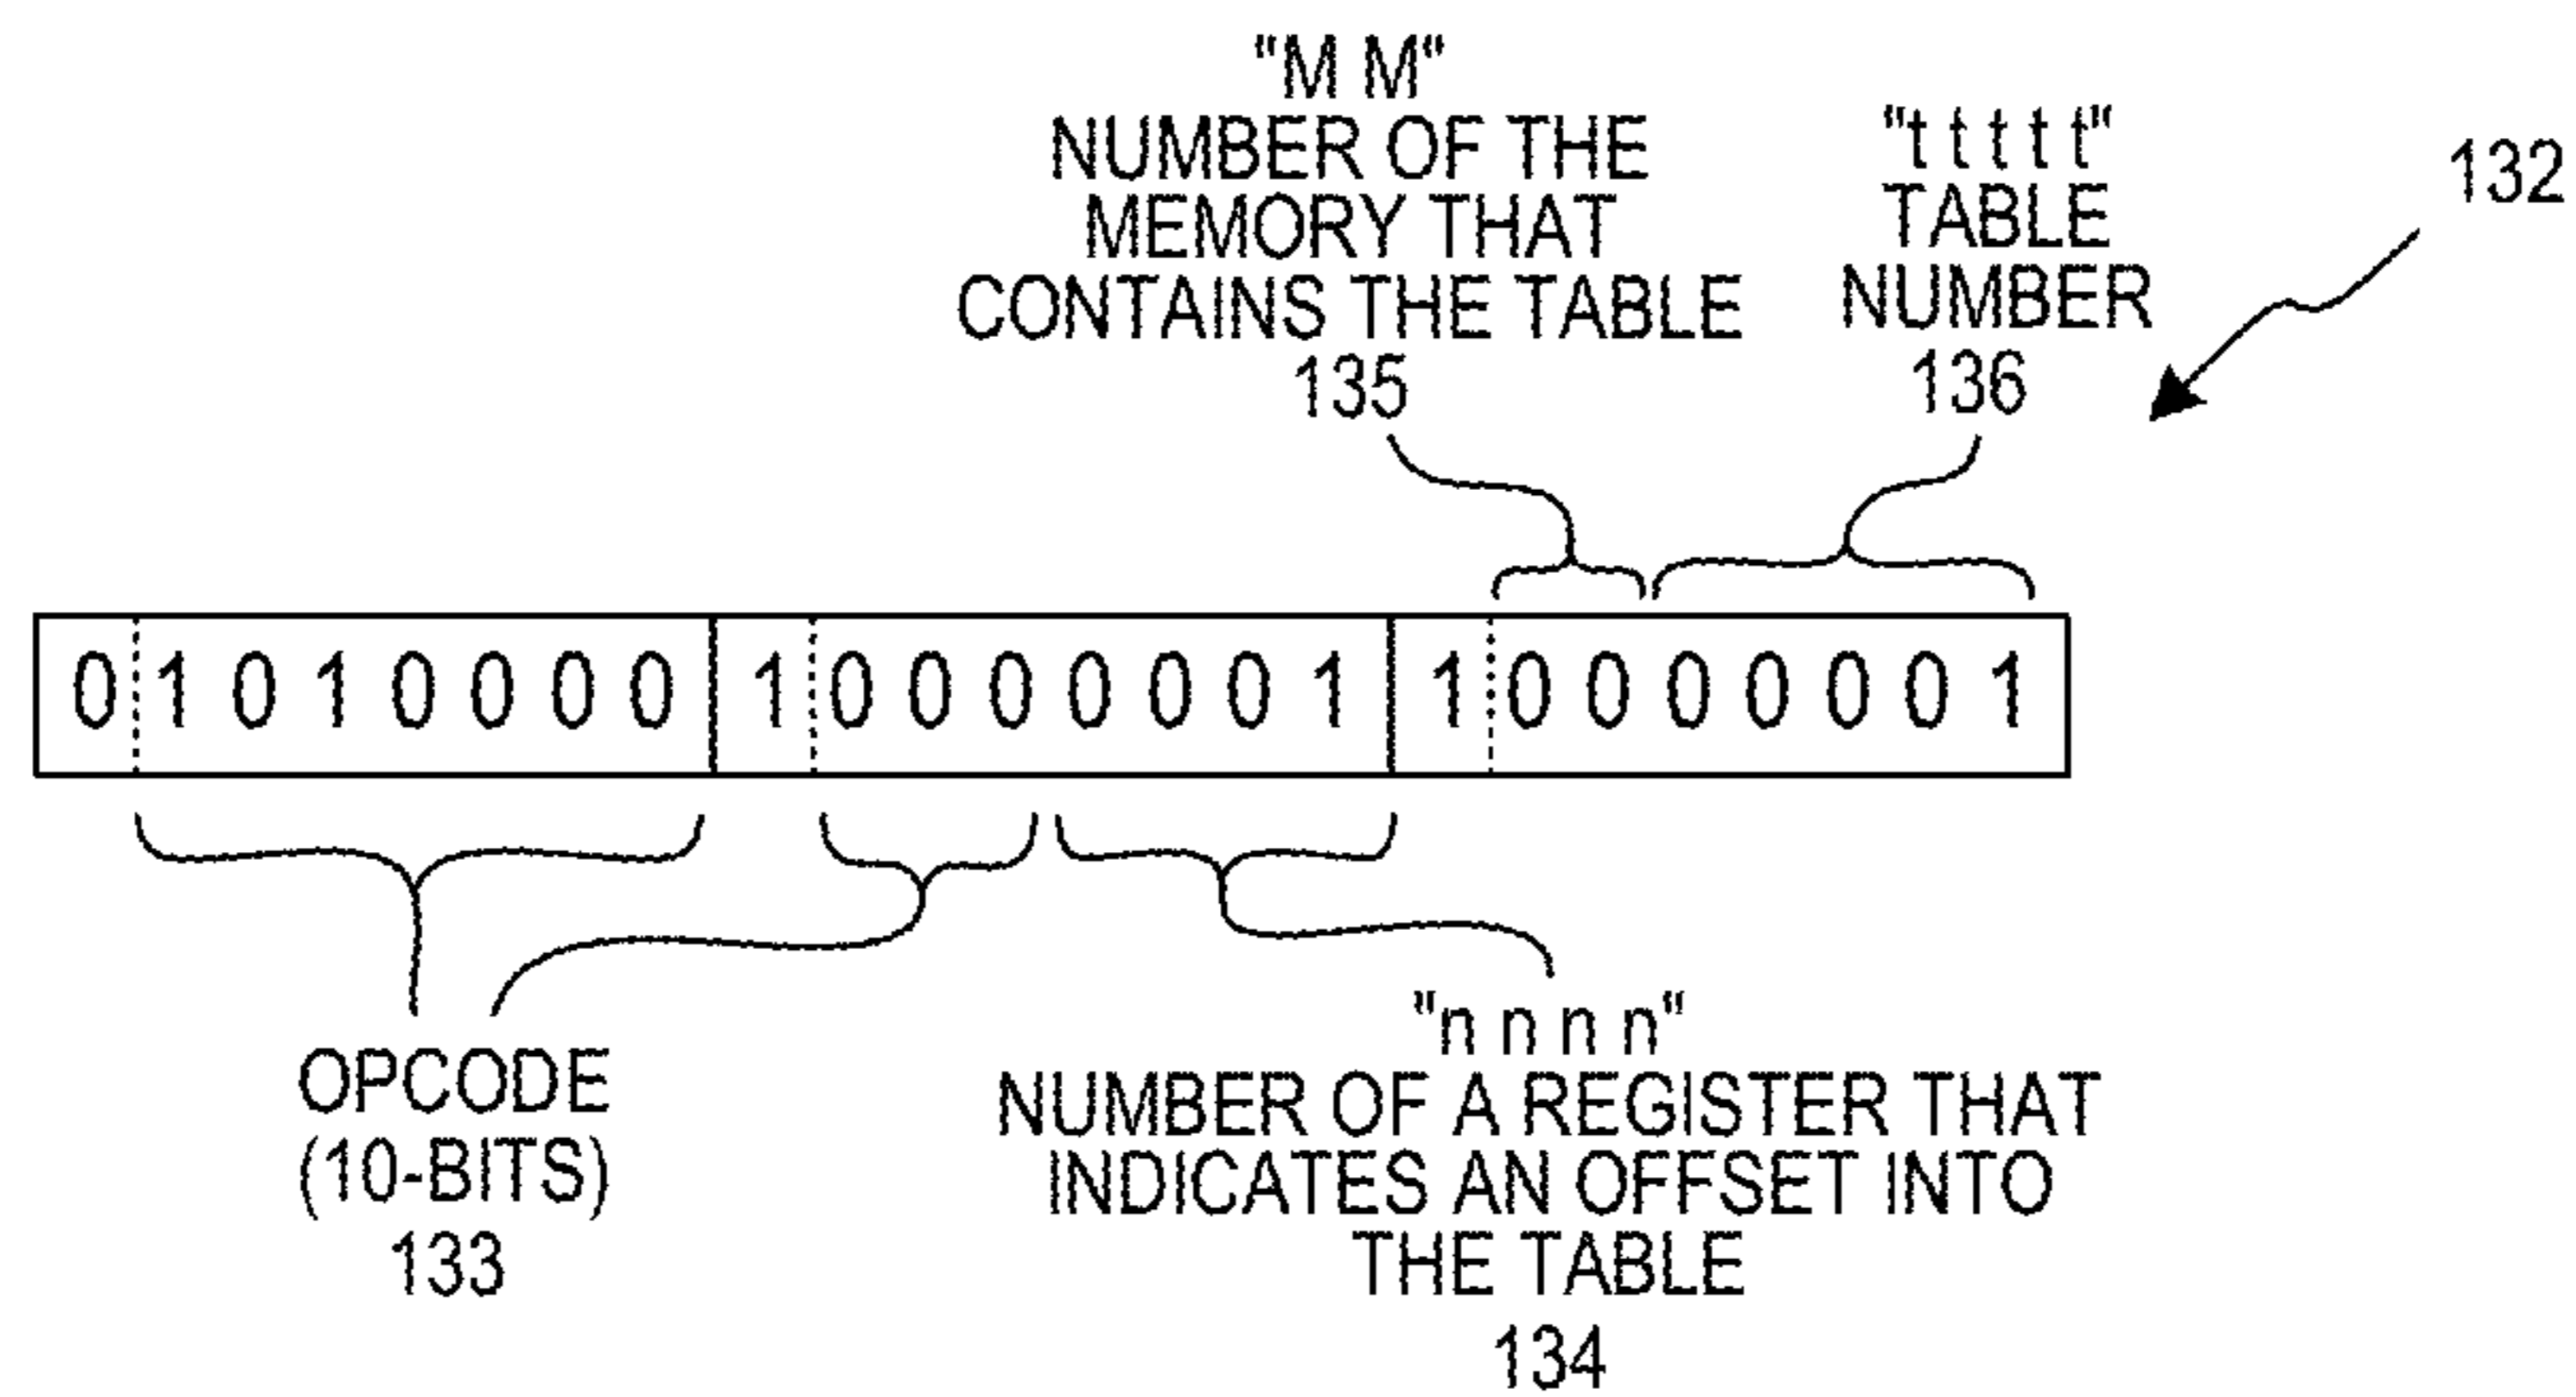 "M M"
NUMBER OF THE
MEMORY THAT
CONTAINS THE TABLE
135
"t t t t t"
TABLE
NUMBER
136
132
0 1 0 1 0 0 0 0 1 0 0 0 0 0 0 1 1 0 0 0 0 0 0 1
OPCODE
(10-BITS)
133
"n n n n"
NUMBER OF A REGISTER THAT
INDICATES AN OFFSET INTO
THE TABLE
134